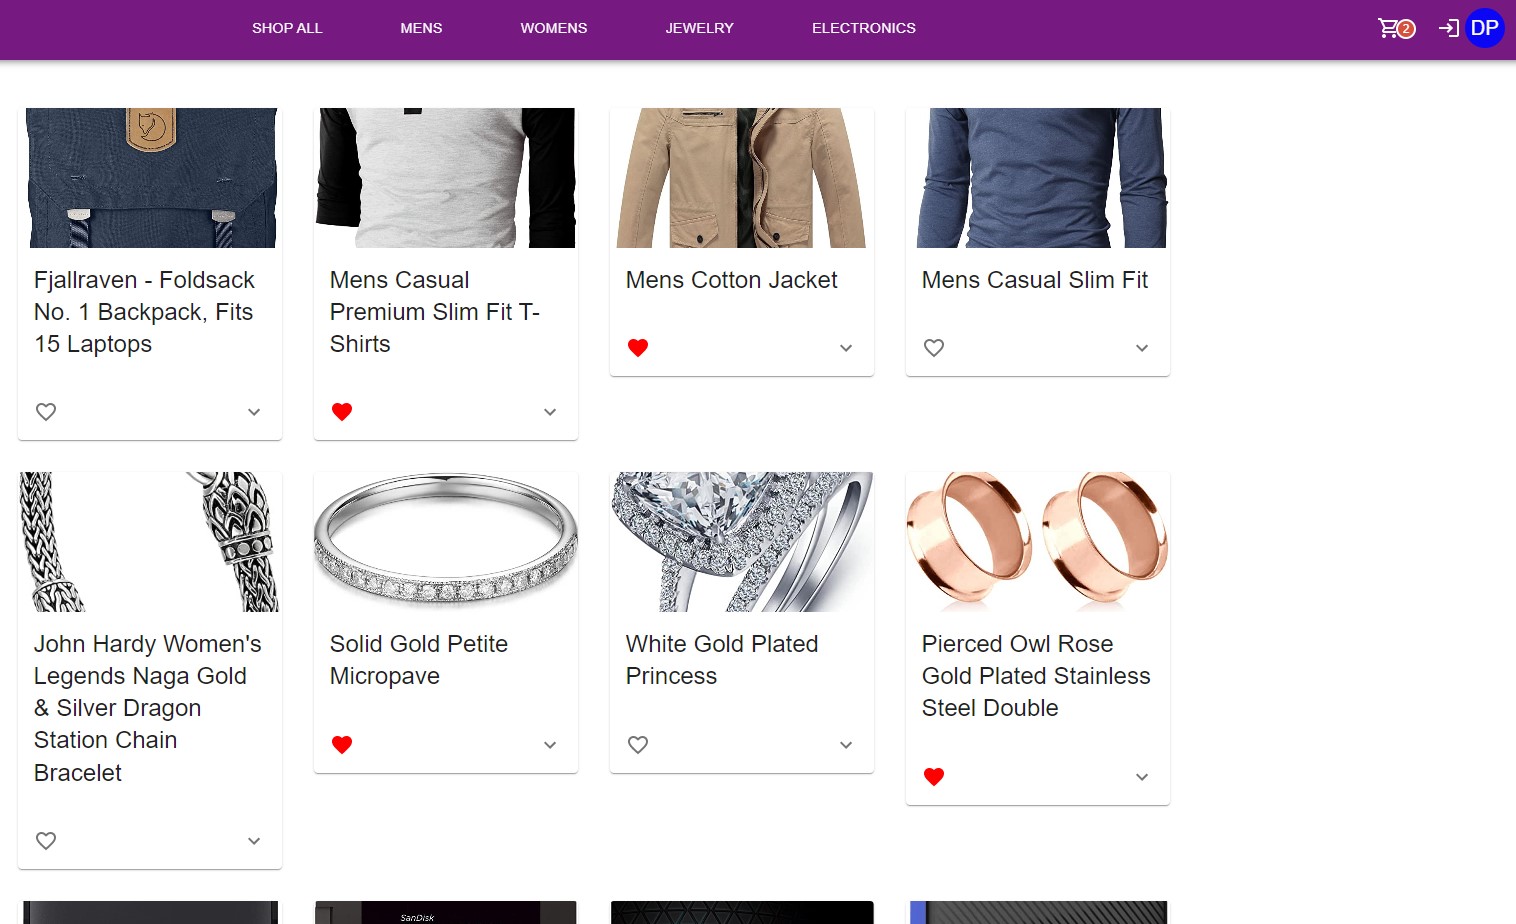 SHOP ALL
MENS
WOMENS
JEWELRY
ELECTRONICS
2
DP
Fjallraven - Foldsack
No. 1 Backpack, Fits
15 Laptops
Mens Casual
Premium Slim Fit T-
Shirts
Mens Cotton Jacket
Mens Casual Slim Fit
John Hardy Women's
Legends Naga Gold
& Silver Dragon
Station Chain
Bracelet
Solid Gold Petite
Micropave
White Gold Plated
Princess
Pierced Owl Rose
Gold Plated Stainless
Steel Double
SanDisk